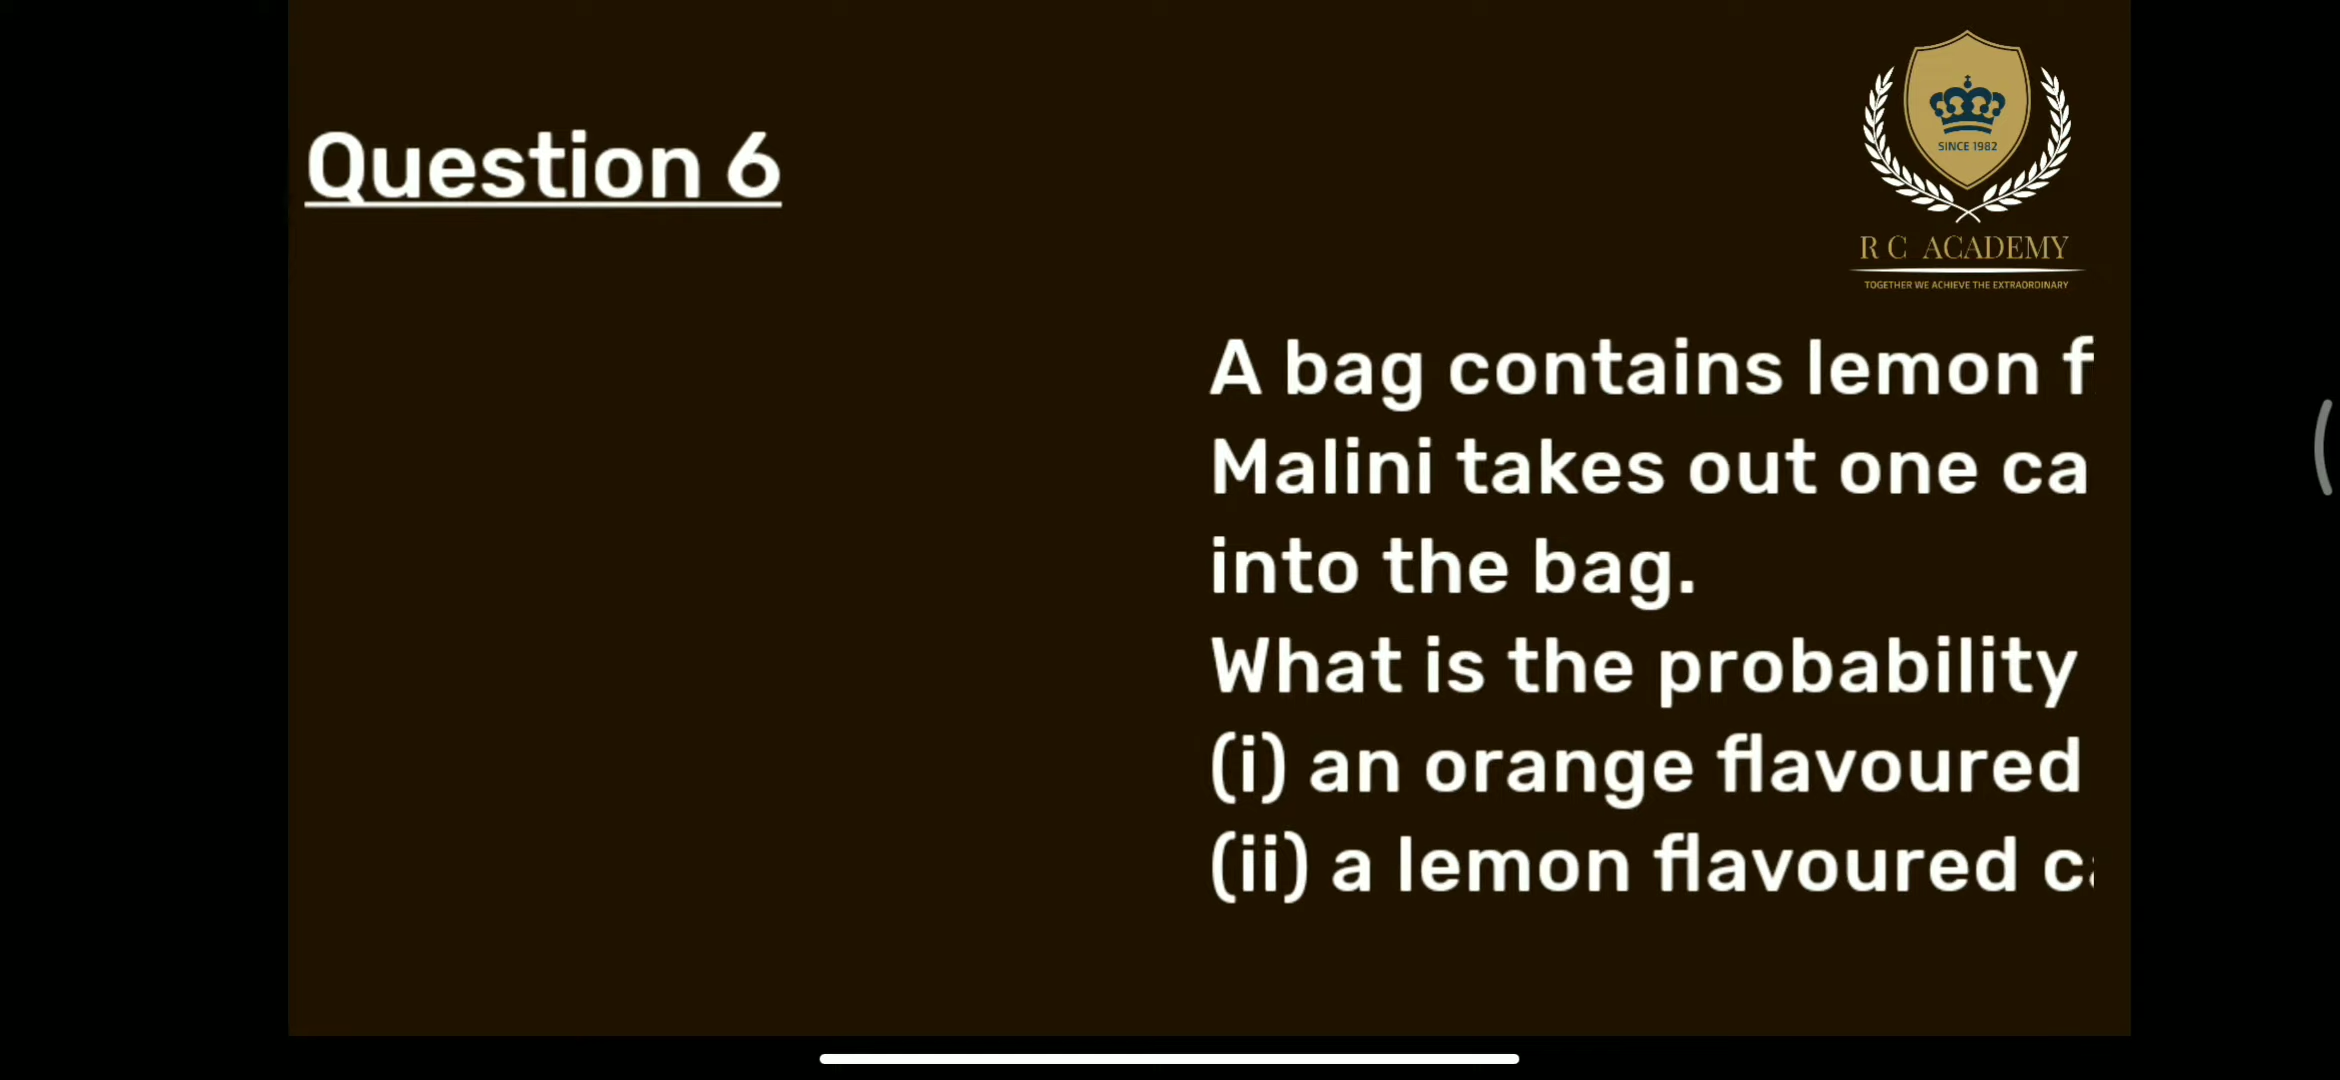 Question 6
SINCE 1982
R C ACADEMY
TOGETHER WE ACHIEVE THE EXTRAORDINARY
A bag contains lemon f
Malini takes out one ca
into the bag.
What is the probability
(i) an orange flavoured
(ii) a lemon flavoured c